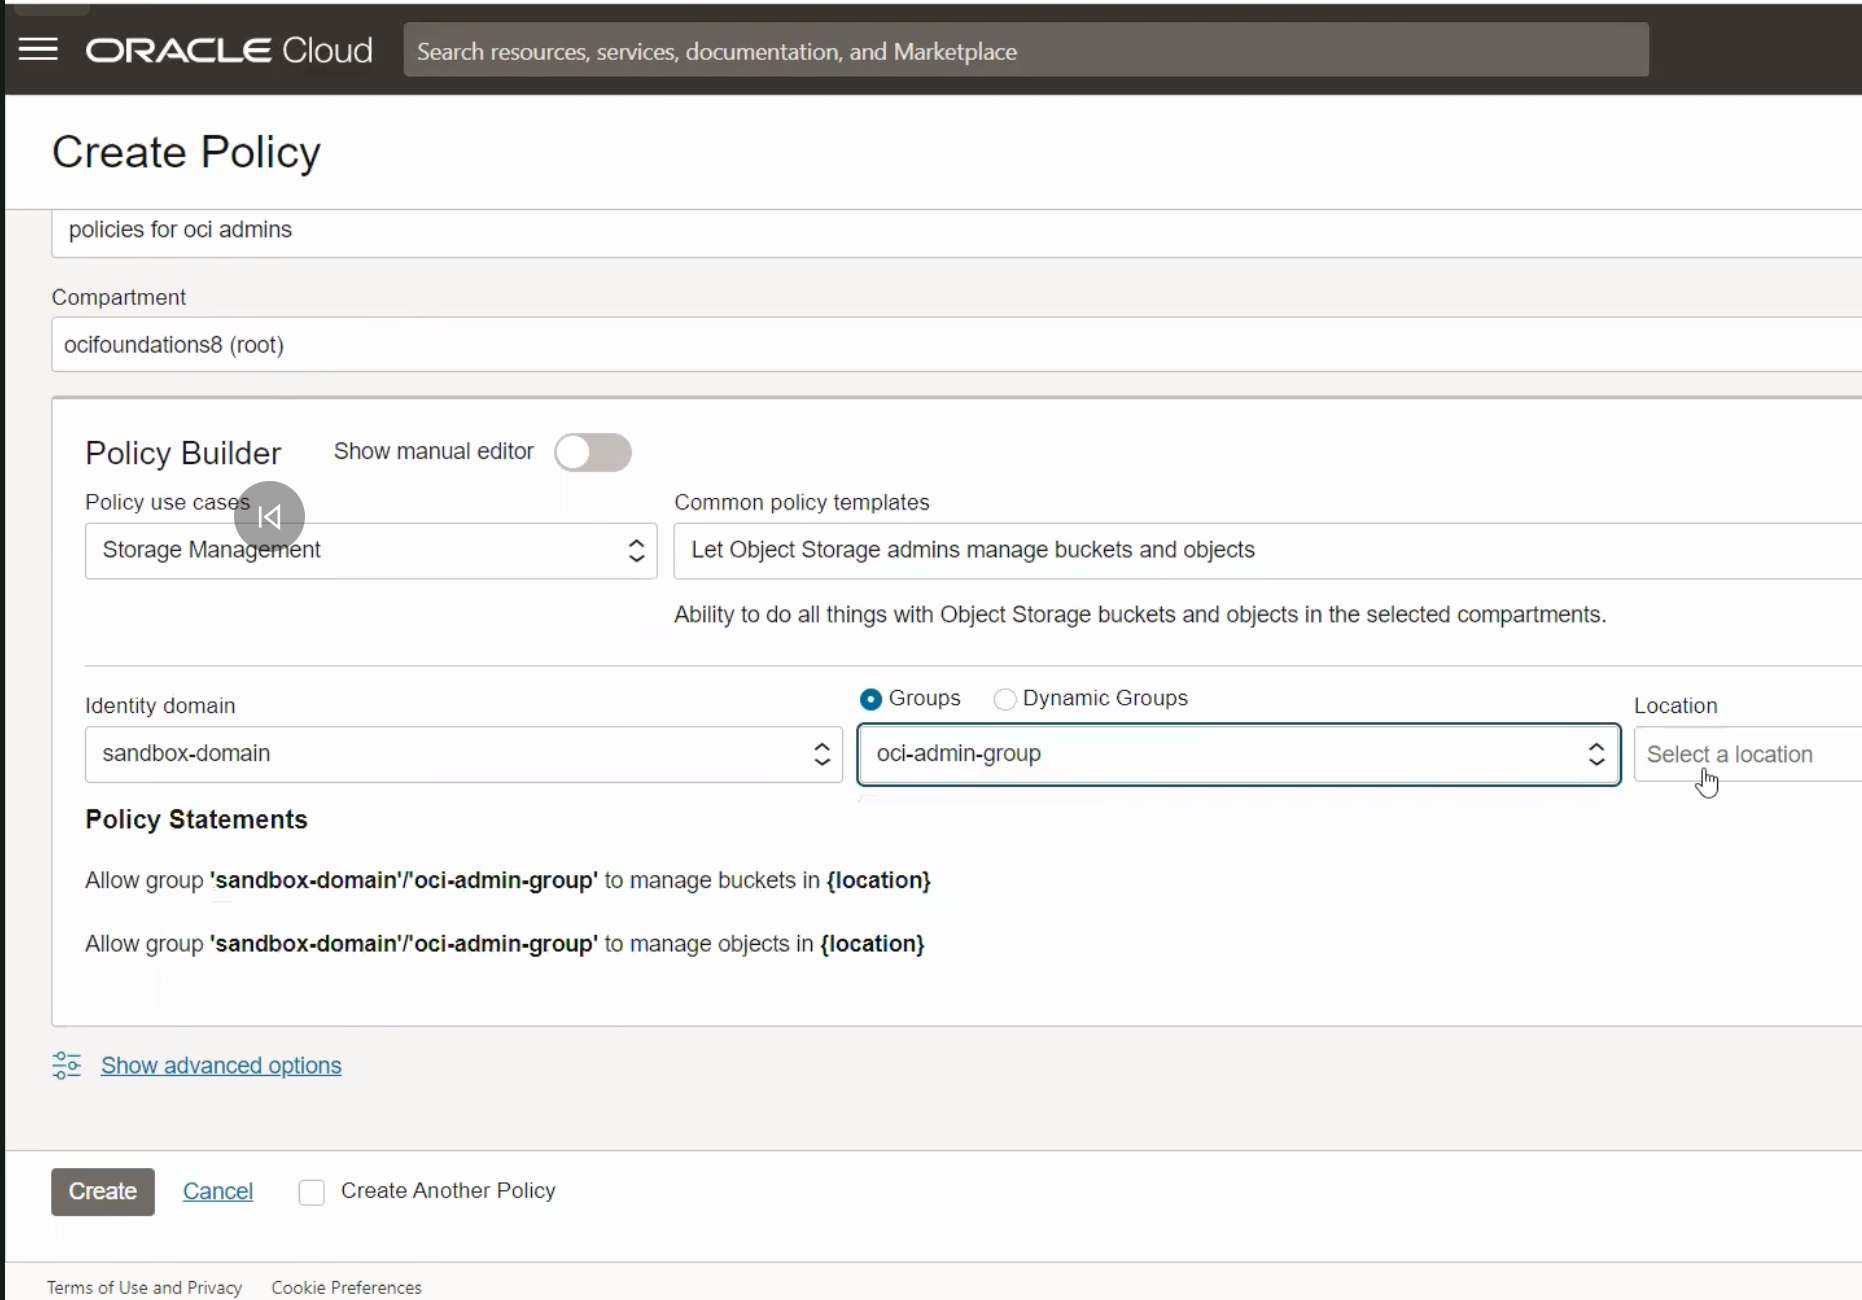 ORACLE Cloud
Search resources, services, documentation, and Marketplace
Create Policy
policies for oci admins
Compartment
ocifoundations8 (root)
Policy Builder
Show manual editor
Policy use cases
Common policy templates
Storage Management
Let Object Storage admins manage buckets and objects
Ability to do all things with Object Storage buckets and objects in the selected compartments.
Identity domain
Groups
Dynamic Groups
Location
sandbox-domain
oci-admin-group
Select a location
Policy Statements
Allow group 'sandbox-domain'/'oci-admin-group' to manage buckets in {location}
Allow group 'sandbox-domain'/'oci-admin-group' to manage objects in {location}
Show advanced options
Create
Cancel
Create Another Policy
Terms of Use and Privacy
Cookie Preferences